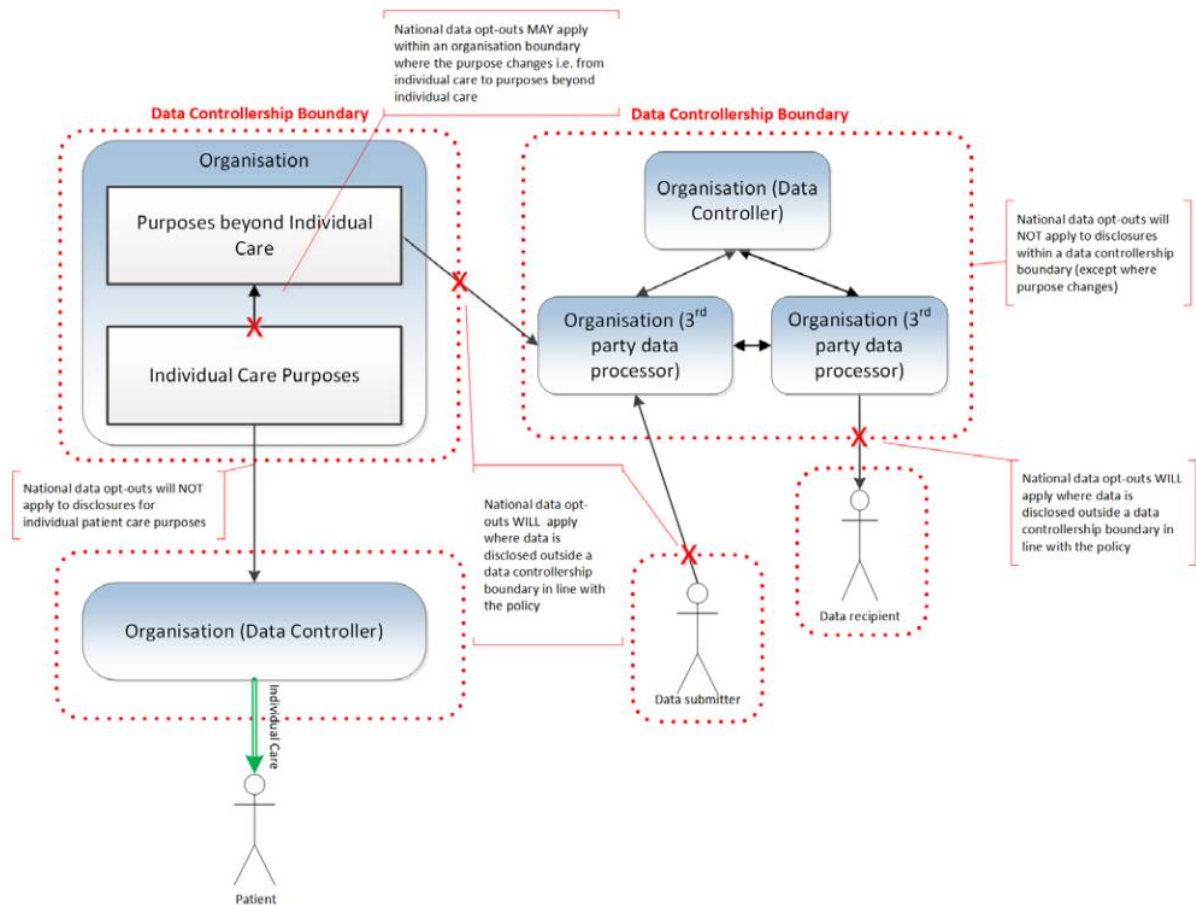 National data opt-outs MAY apply
within an organisation boundary
where the purpose changes i.e. from
individual care to purposes beyond
individual care
Data Controllership Boundary
Data Controllership Boundary
Organisation
Purposes beyond Individual
Care
Individual Care Purposes
Organisation (Data
Controller)
Organisation (3rd
party data
processor)
Organisation (3rd
party data
processor)
National data opt-outs will
NOT apply to disclosures
within a data controllership
boundary (except where
purpose changes)
National data opt-outs will NOT
apply to disclosures for
individual patient care purposes
National data opt-
outs WILL apply
where data is
disclosed outside a
data controllership
boundary in line with
the policy
National data opt-outs WILL
apply where data is
disclosed outside a data
controllership boundary in
line with the policy
Data recipient
Organisation (Data Controller)
Data submitter
Individual Care
Patient